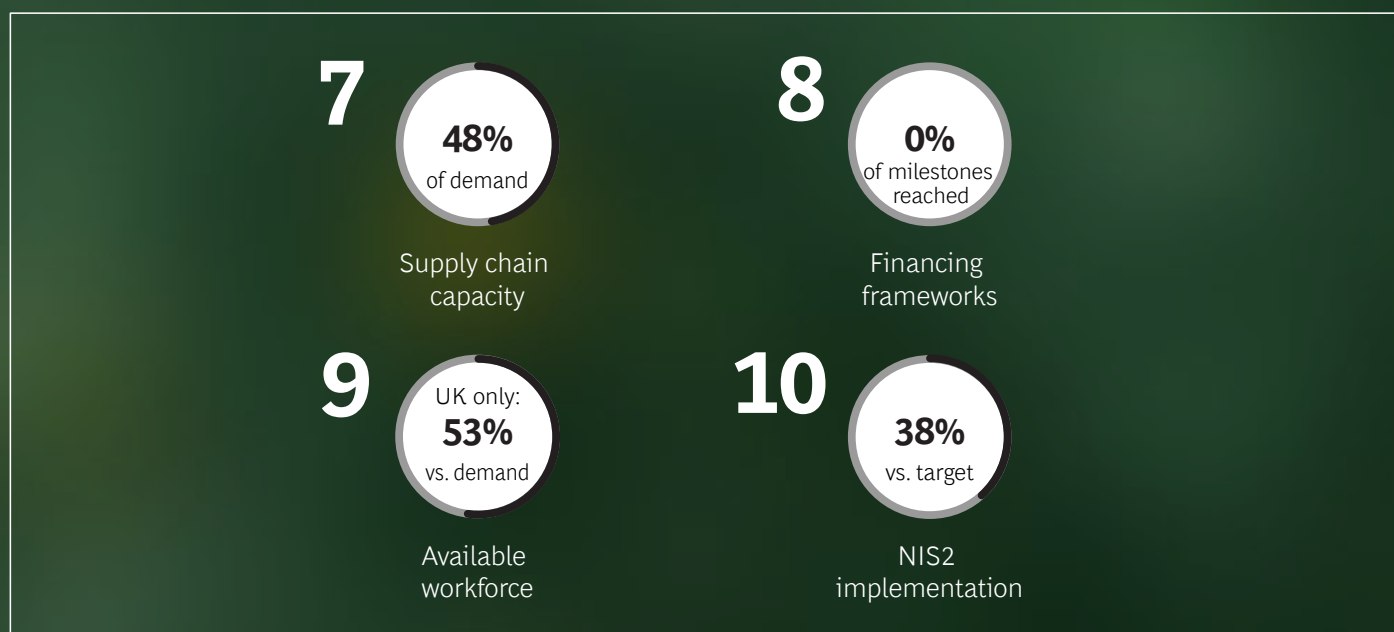 7
48%
of demand
Supply chain
capacity
8
0%
of milestones
reached
Financing
frameworks
9
UK only:
53%
vs. demand
Available
workforce
10
38%
vs. target
NIS2
implementation